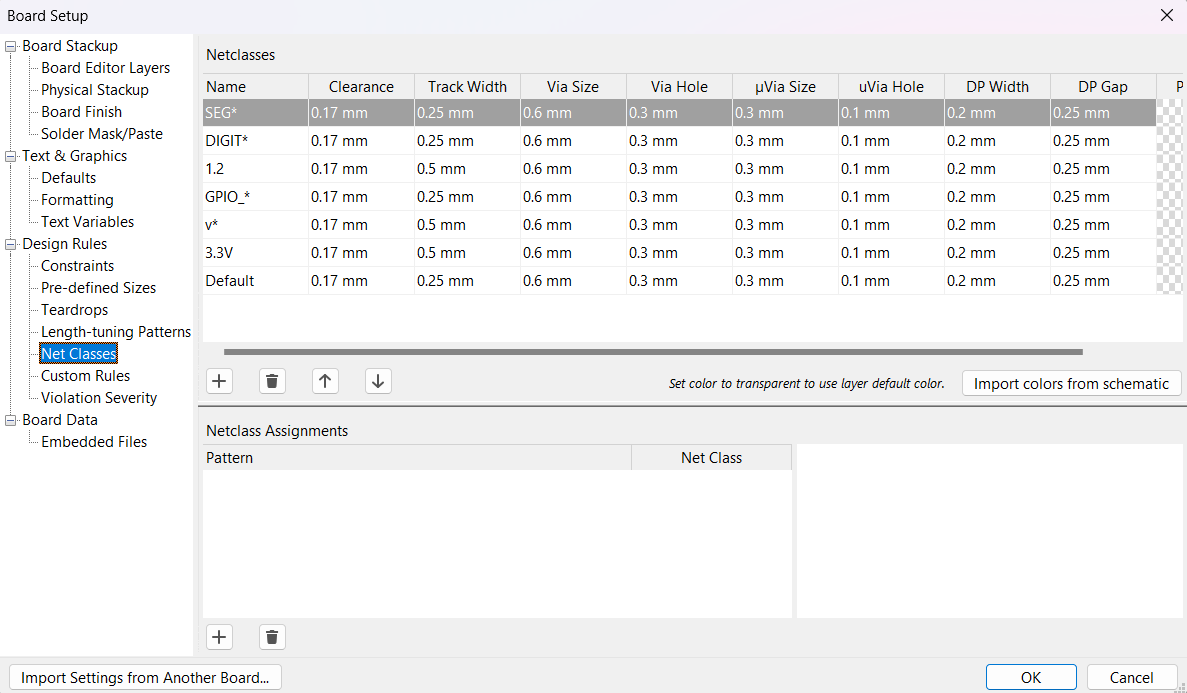 Board Setup
Board Stackup
Board Editor Layers
Physical Stackup
Board Finish
Solder Mask/Paste
Text & Graphics
Defaults
Formatting
Text Variables
Design Rules
Constraints
Pre-defined Sizes
Teardrops
Length-tuning Patterns
Net Classes
Custom Rules
Violation Severity
Board Data
Embedded Files
Netclasses
Name Clearance Track Width Via Size Via Hole µVia Size uVia Hole DP Width DP Gap P
SEG* 0.17 mm 0.25 mm 0.6 mm 0.3 mm 0.3 mm 0.1 mm 0.2 mm 0.25 mm
DIGIT* 0.17 mm 0.25 mm 0.6 mm 0.3 mm 0.3 mm 0.1 mm 0.2 mm 0.25 mm
1.2 0.17 mm 0.5 mm 0.6 mm 0.3 mm 0.3 mm 0.1 mm 0.2 mm 0.25 mm
GPIO_* 0.17 mm 0.25 mm 0.6 mm 0.3 mm 0.3 mm 0.1 mm 0.2 mm 0.25 mm
v* 0.17 mm 0.5 mm 0.6 mm 0.3 mm 0.3 mm 0.1 mm 0.2 mm 0.25 mm
3.3V 0.17 mm 0.5 mm 0.6 mm 0.3 mm 0.3 mm 0.1 mm 0.2 mm 0.25 mm
Default 0.17 mm 0.25 mm 0.6 mm 0.3 mm 0.3 mm 0.1 mm 0.2 mm 0.25 mm
Set color to transparent to use layer default color. Import colors from schematic
Netclass Assignments
Pattern Net Class
Import Settings from Another Board... OK Cancel